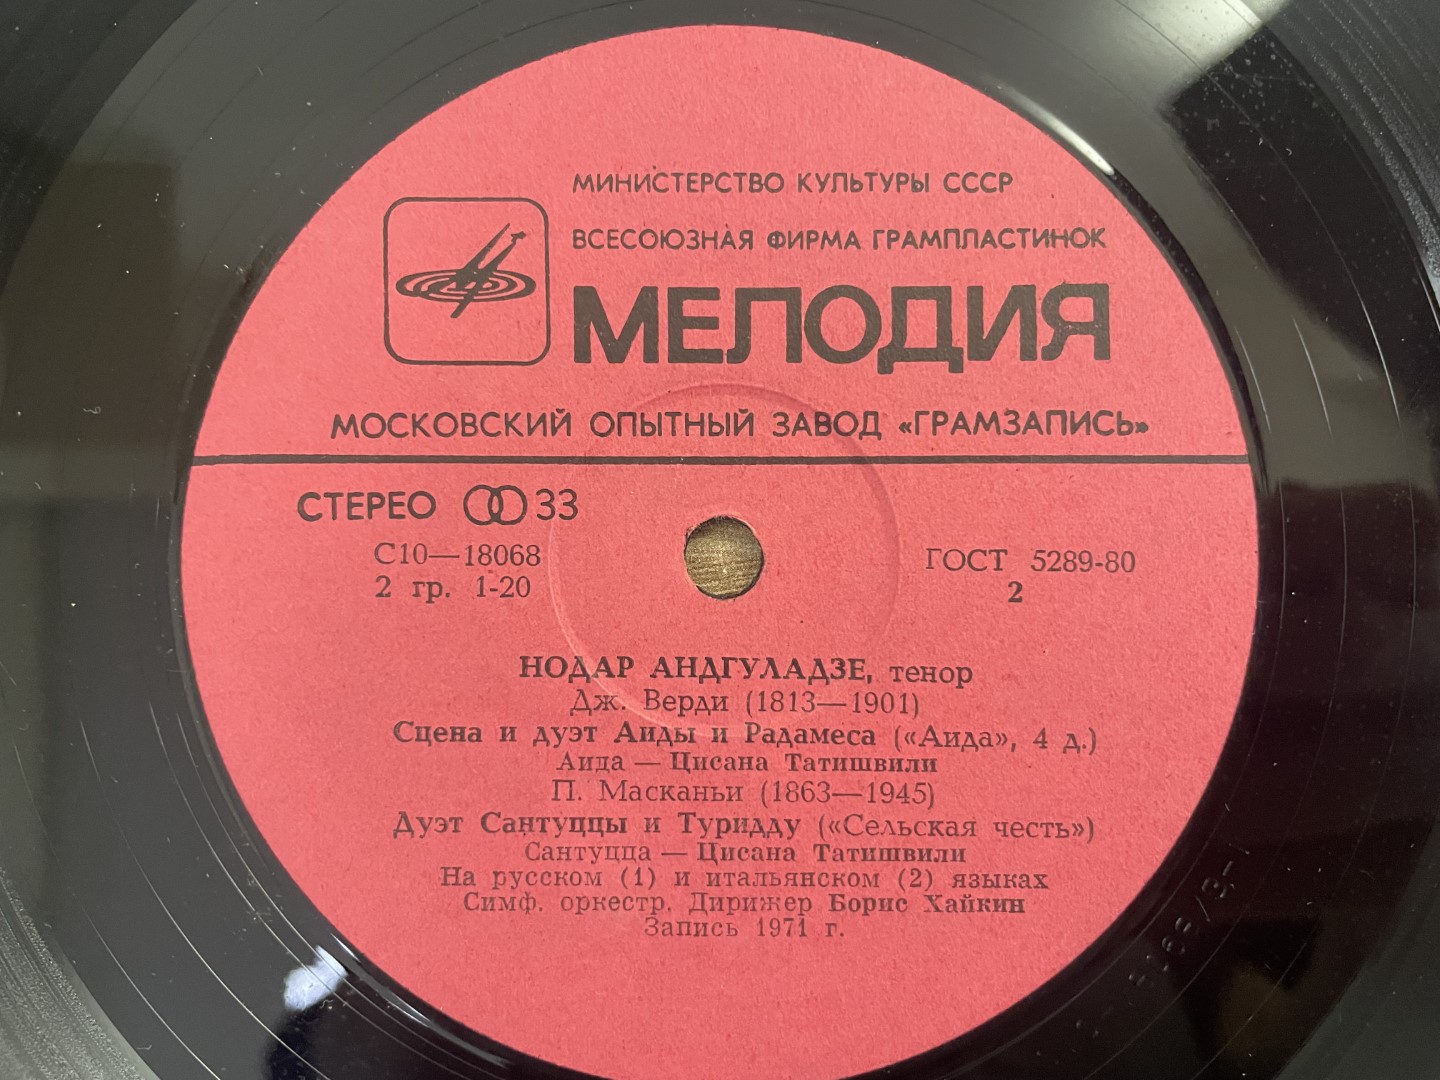 МИНИСТЕРСТВО КУЛЬТУРЫ СССР
ВСЕСОЮЗНАЯ ФИРМА ГРАМПЛАСТИНОК
МЕЛОДИЯ
МОСКОВСКИЙ ОПЫТНЫЙ ЗАВОД «ГРАМЗАПИСЬ»
СТЕРЕО 33
С10—18068
2 гр. 1-20
ГОСТ 5289-80
2
НОДАР АНДГУЛАДЗЕ, тенор
Дж. Верди (1813—1901)
Сцена и дуэт Аиды и Радамеса («Аида», 4 д.)
Аида — Цисана Татишвили
П. Масканьи (1863—1945)
Дуэт Сантуццы и Туридду («Сельская честь»)
Сантуцца — Цисана Татишвили
На русском (1) и итальянском (2) языках
Симф. оркестр. Дирижер Борис Хайкин
Запись 1971 г.